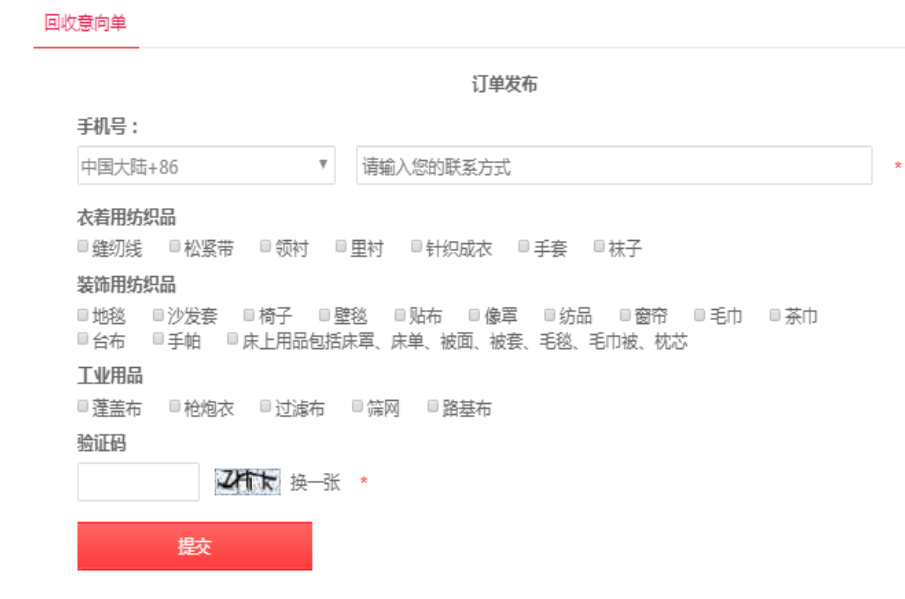 回收意向单
订单发布
手机号：
中国大陆+86 请输入您的联系方式 *
衣着用纺织品
缝纫线 松紧带 领衬 里衬 针织成衣 手套 袜子
装饰用纺织品
地毯 沙发套 椅子 壁毯 贴布 像罩 纺品 窗帘 毛巾 茶巾
台布 手帕 床上用品包括床罩、床单、被面、被套、毛毯、毛巾被、枕芯
工业用品
蓬盖布 枪炮衣 过滤布 筛网 路基布
验证码
换一张 *
提交